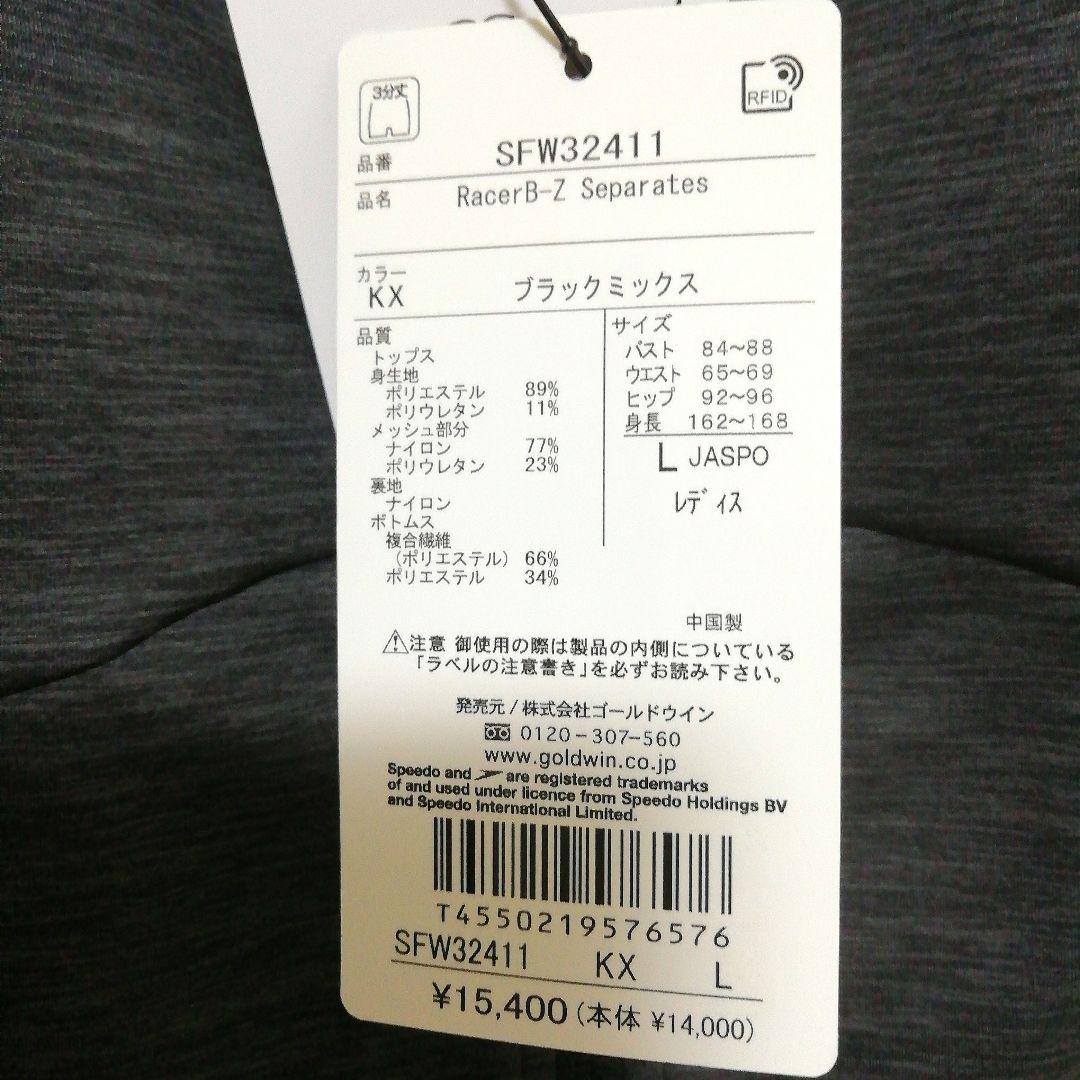 3分丈
RFID
品番 SFW32411
品名 RacerB-Z Separates
カラー
KX ブラックミックス
品質
トップス
身生地
ポリエステル 89%
ポリウレタン 11%
メッシュ部分
ナイロン 77%
ポリウレタン 23%
裏地
ナイロン
ボトムス
複合繊維
(ポリエステル) 66%
ポリエステル 34%
サイズ
バスト 84〜88
ウエスト 65〜69
ヒップ 92〜96
身長 162〜168
L JASPO
レディス
中国製
⚠注意 御使用の際は製品の内側についている
「ラベルの注意書き」を必ずお読み下さい。
発売元/株式会社ゴールドウイン
0120-307-560
www.goldwin.co.jp
Speedo and are registered trademarks
of and used under licence from Speedo Holdings BV
and Speedo International Limited.
T4550219576576
SFW32411 KX L
¥15,400(本体 ¥14,000)